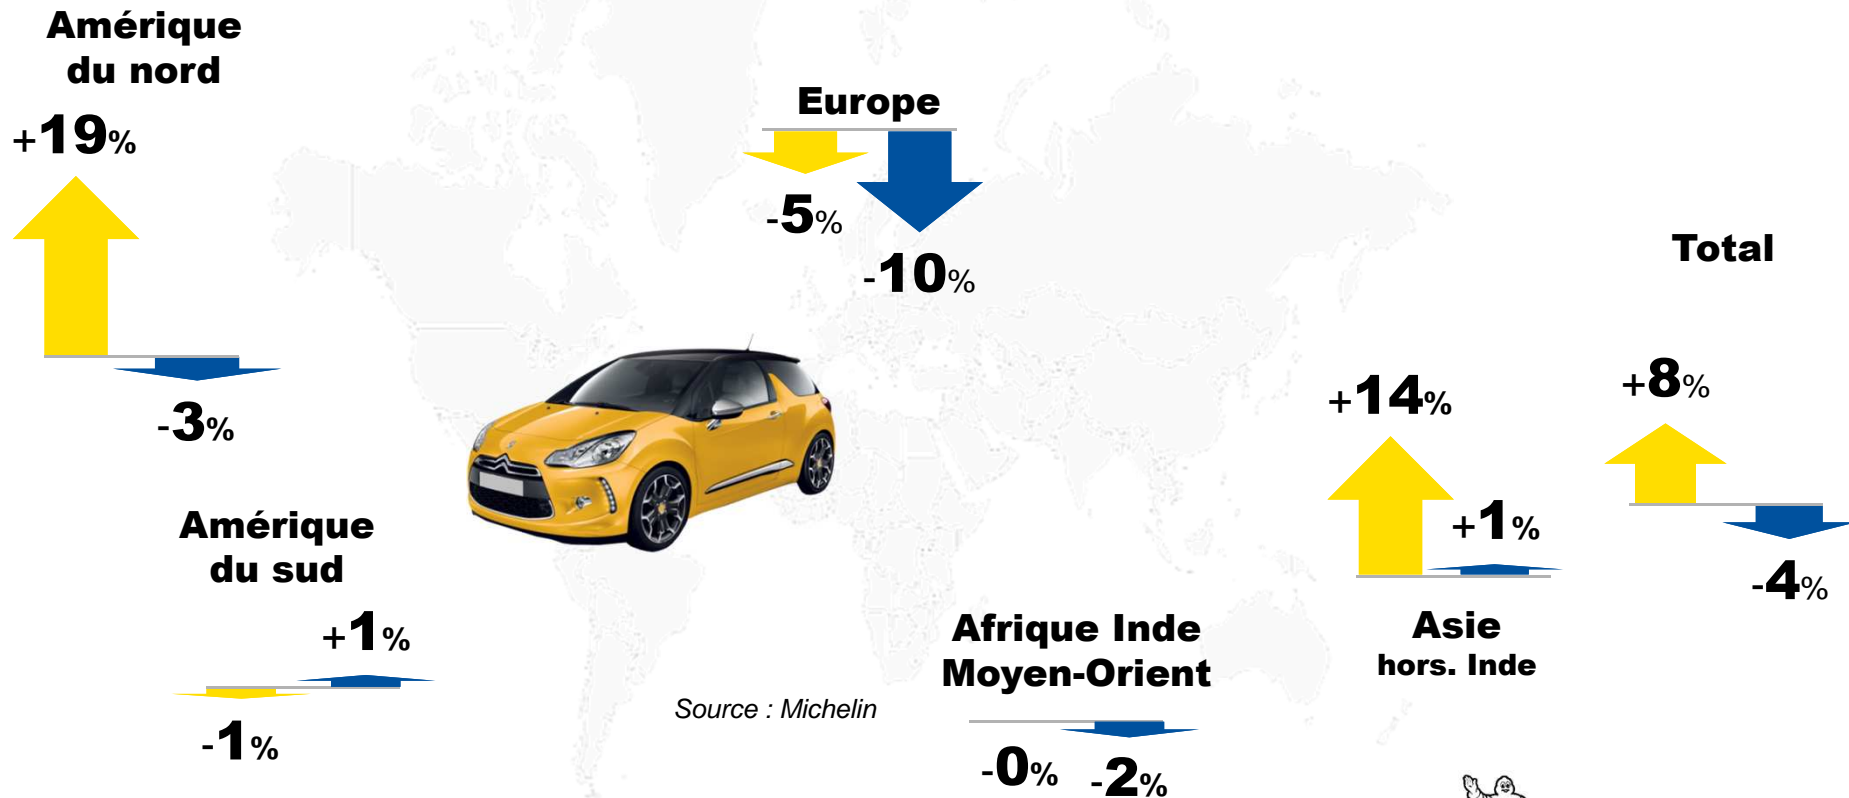 Amérique
du nord
+19%
-3%
Europe
-5%
-10%
Total
+8%
-4%
+14%
+1%
Asie
hors. Inde
Amérique
du sud
+1%
-1%
Afrique Inde
Moyen-Orient
-0%
-2%
Source : Michelin